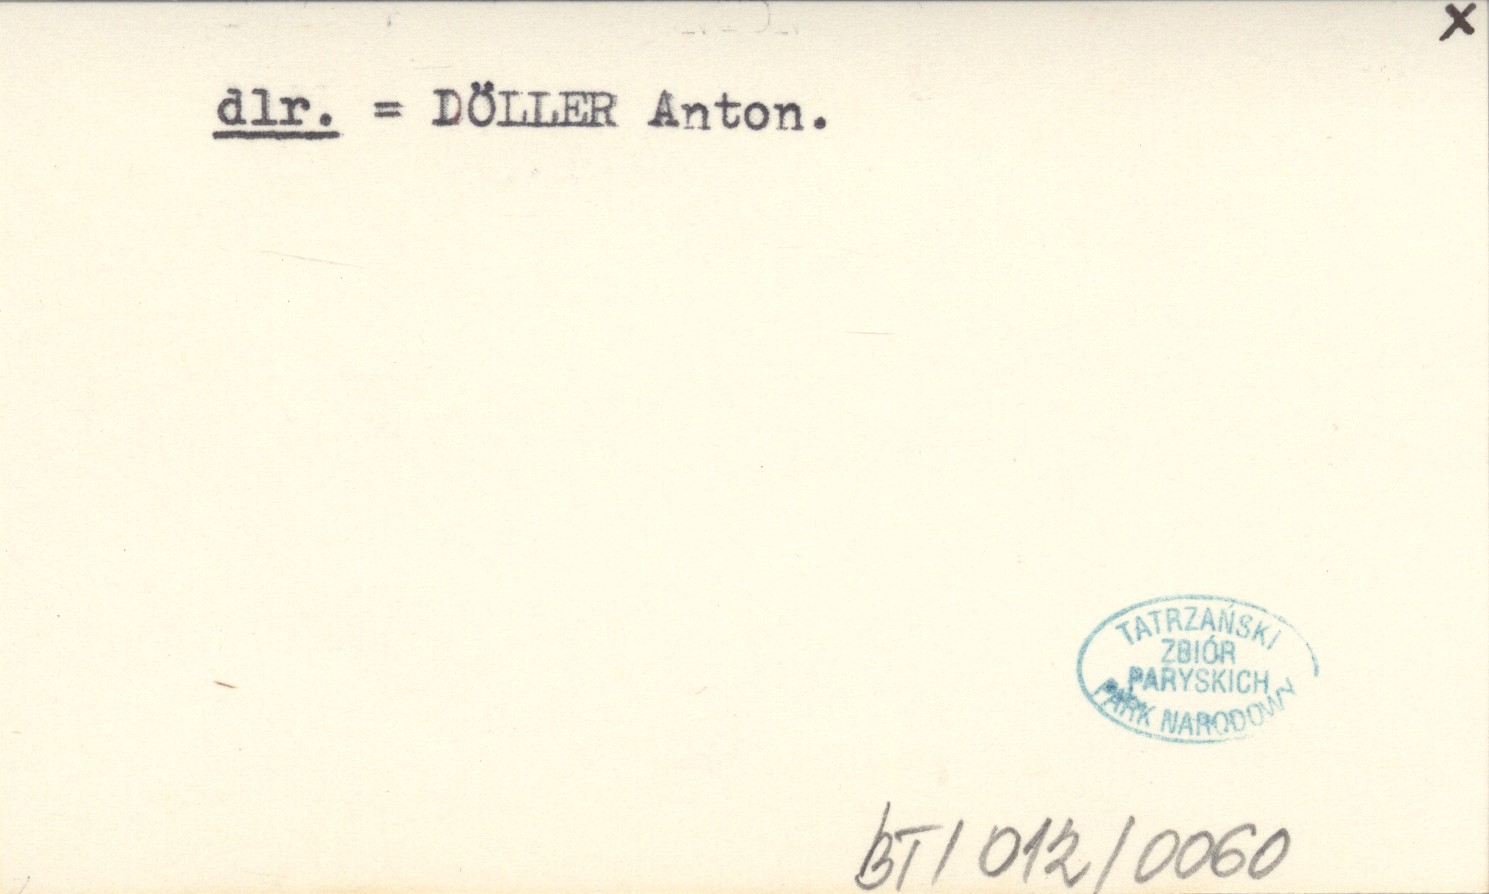 x
dlr. = DÖLLER Anton.
TATRZAŃSKI
ZBIÓR
PARYSKICH
PARK NARODOWY
BT/012/0060